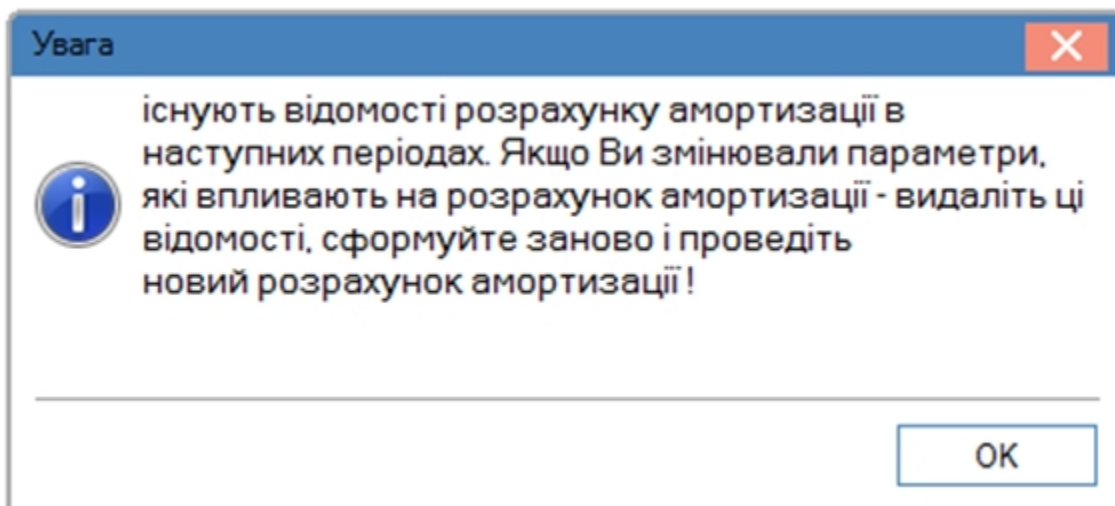 Увага
існують відомості розрахунку амортизації в
наступних періодах. Якщо Ви змінювали параметри,
які впливають на розрахунок амортизації - видаліть ці
відомості, сформуйте заново і проведіть
новий розрахунок амортизації !
OK